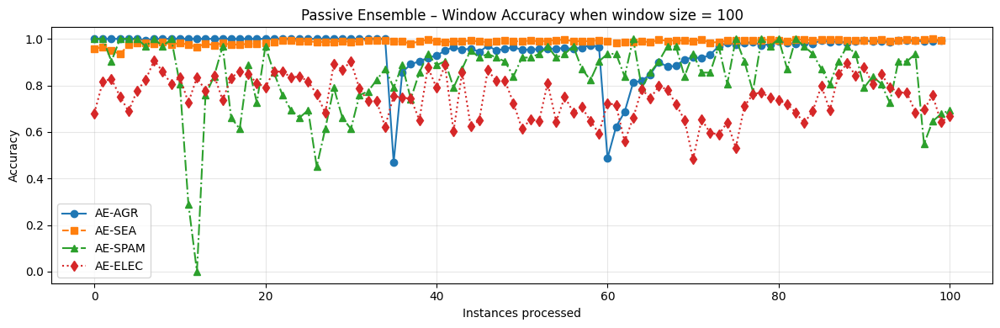 Passive Ensemble – Window Accuracy when window size = 100
Accuracy
1.0
0.8
0.6
0.4
0.2
0.0
AE-AGR
AE-SEA
AE-SPAM
AE-ELEC
0 20 40 60 80 100
Instances processed